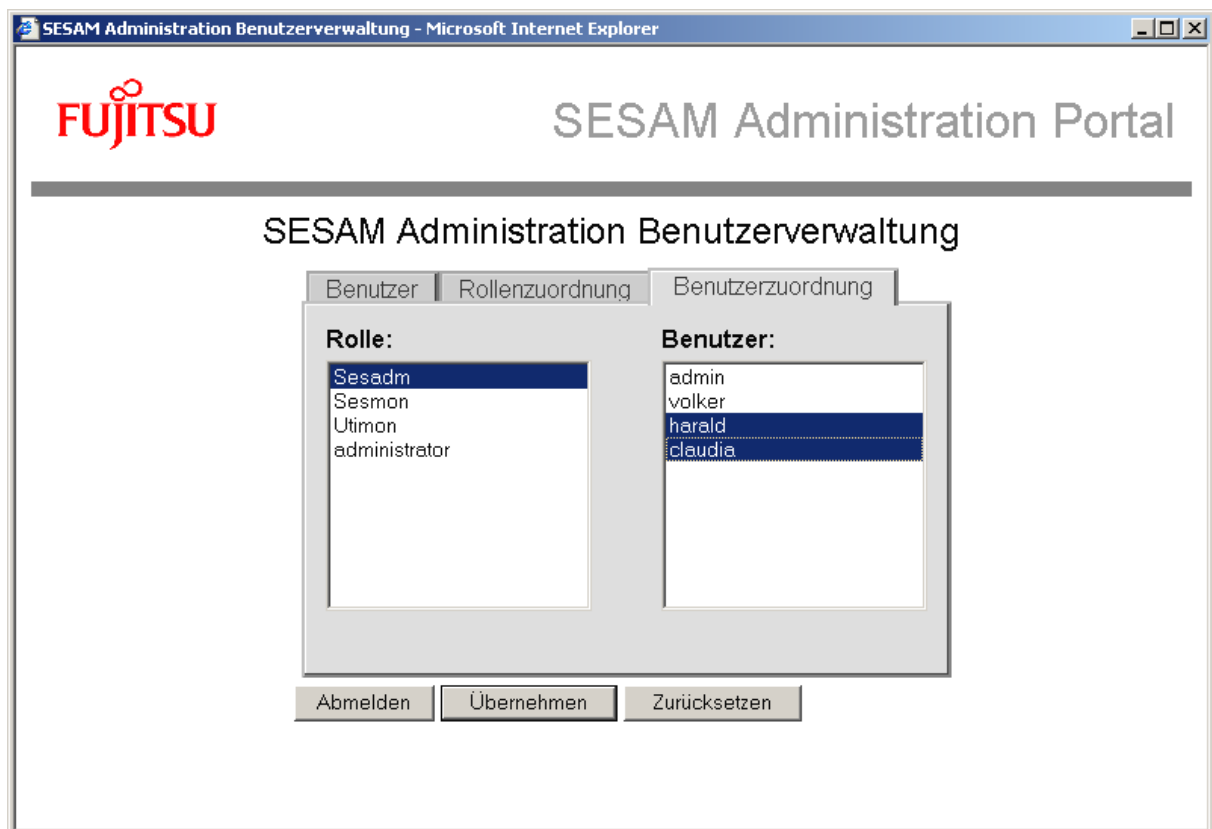 SESAM Administration Benutzerverwaltung - Microsoft Internet Explorer
FUJITSU
SESAM Administration Portal
SESAM Administration Benutzerverwaltung
Benutzer Rollenzuordnung Benutzerzuordnung
Rolle: Benutzer:
Sesadm admin
Sesmon volker
Utimon harald
administrator claudia
Abmelden Übernehmen Zurücksetzen